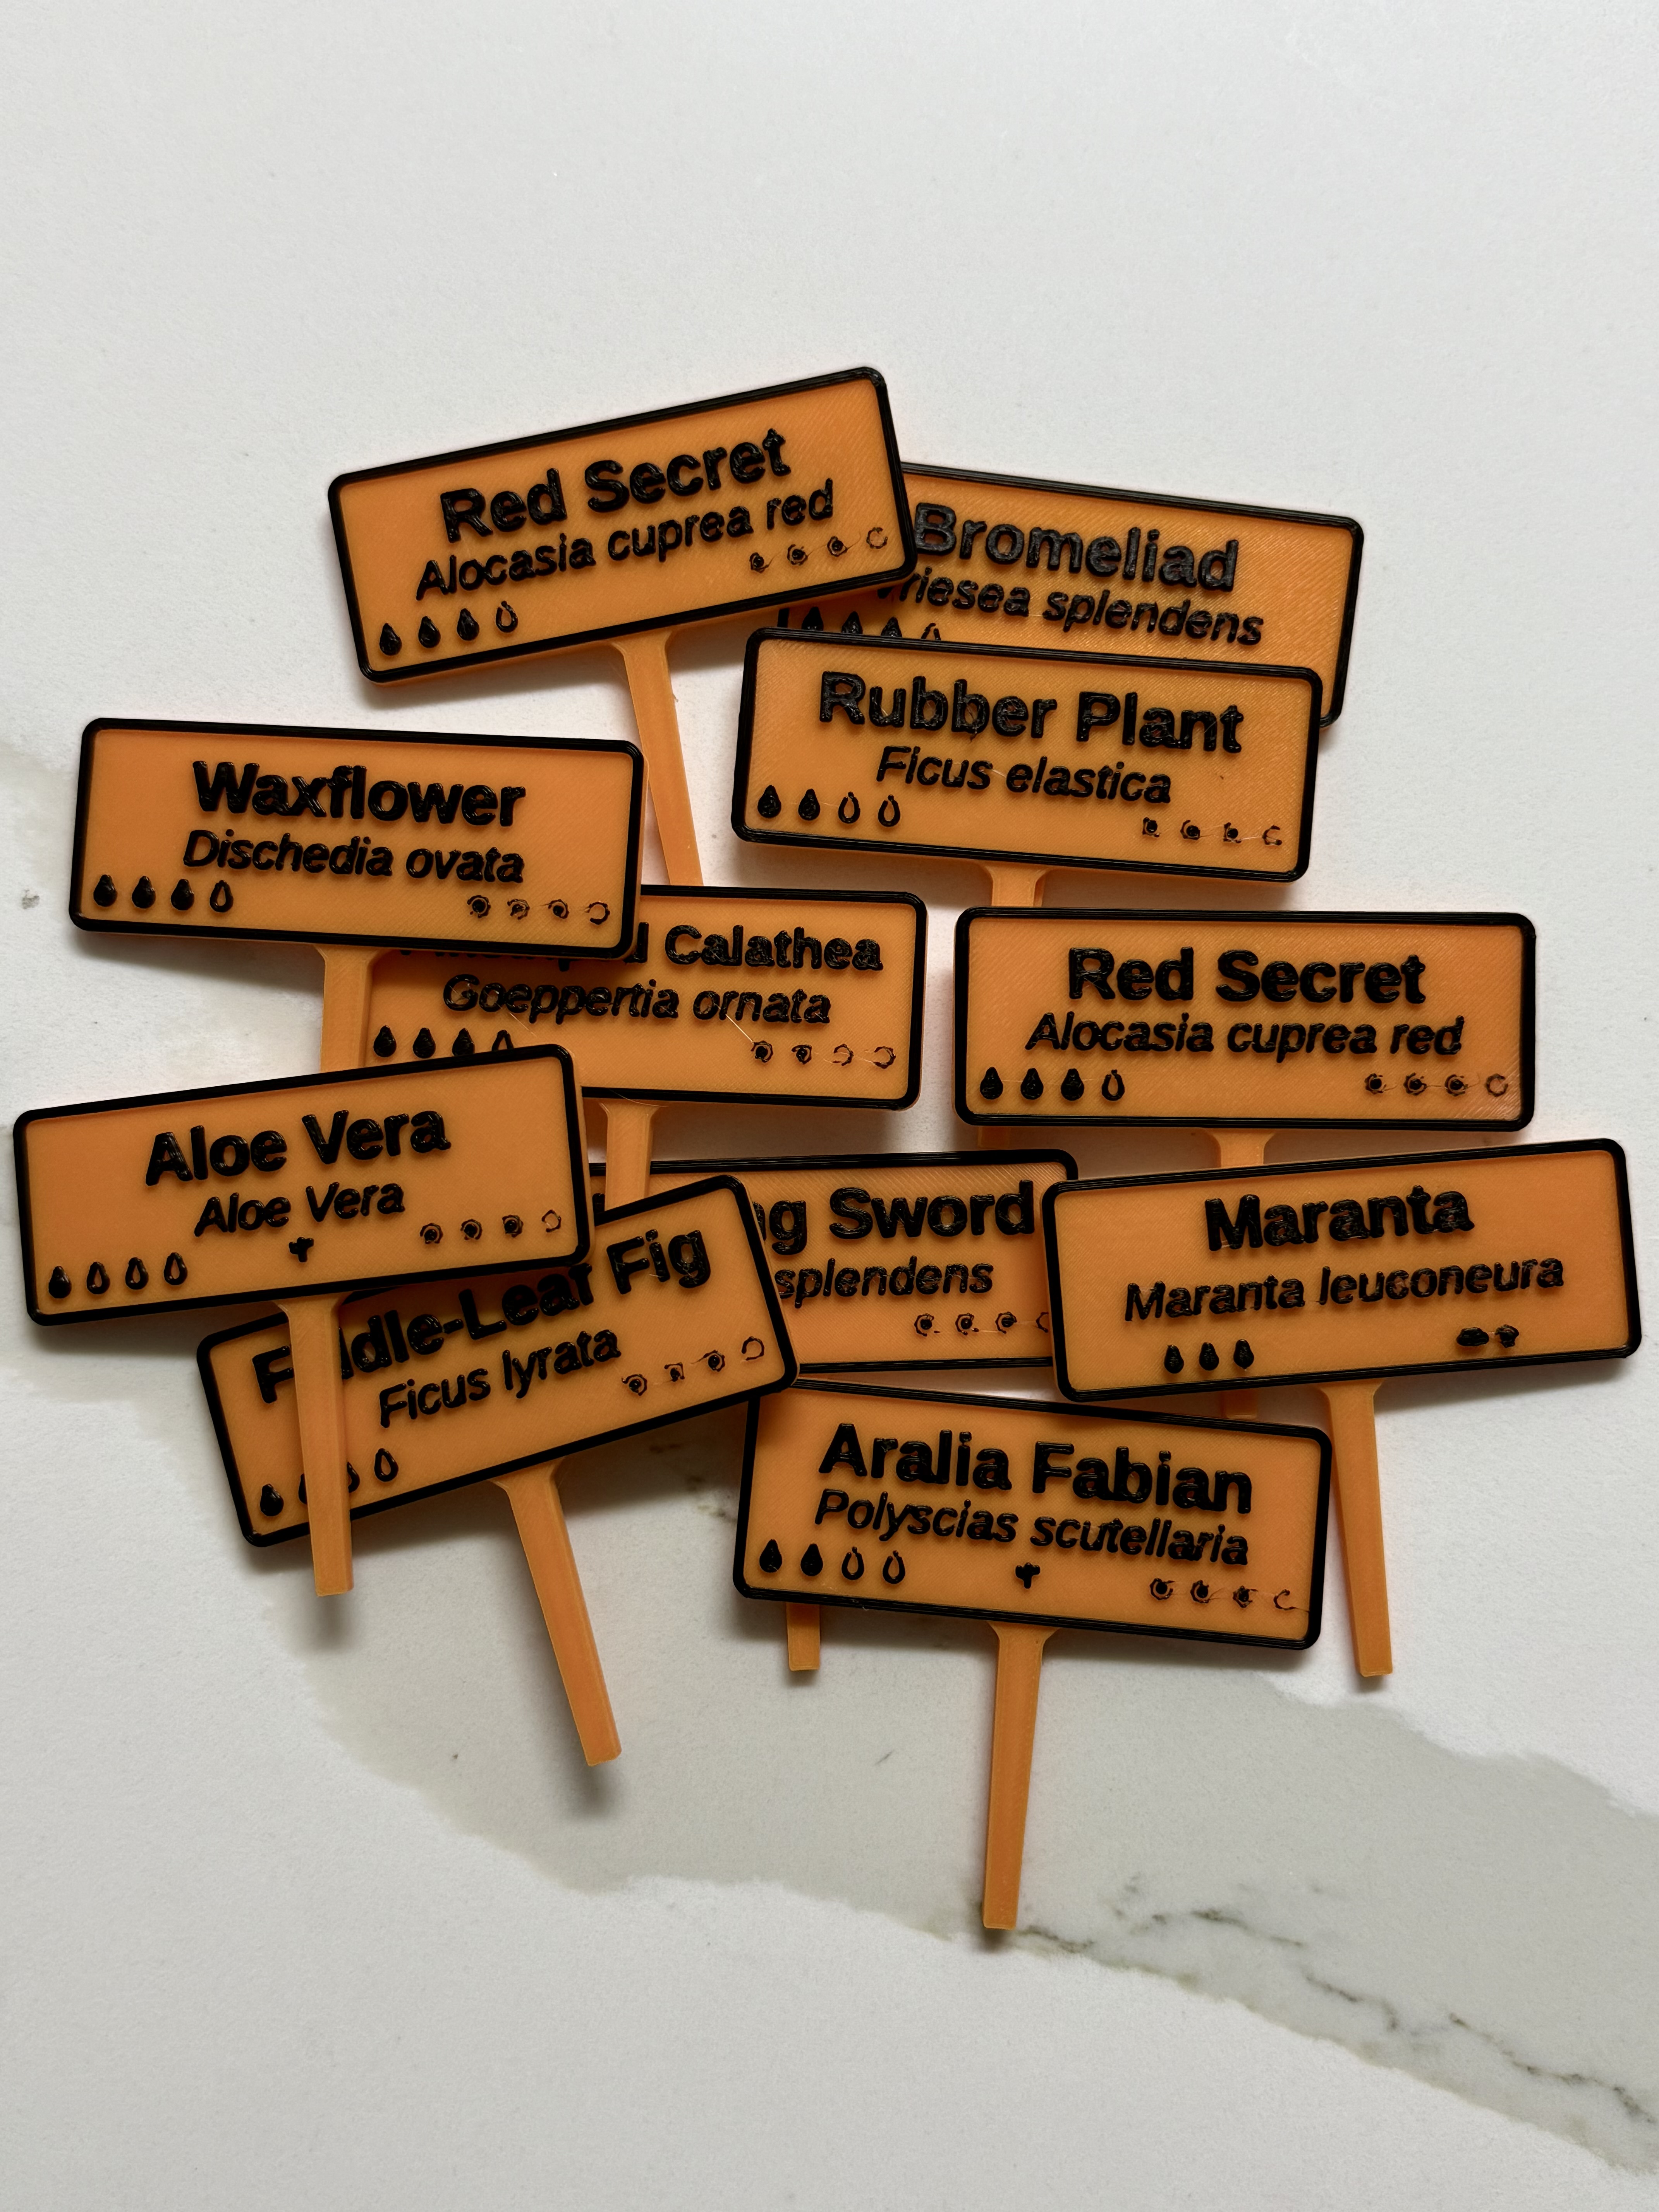 Red Secret
Alocasia cuprea red
Bromeliad
splendens
Rubber Plant
Ficus elastica
Waxflower
Dischedia ovata
Calathea
Goeppertia ornata
Red Secret
Alocasia cuprea red
Aloe Vera
Aloe Vera
Sword
splendens
Maranta
Maranta leuconeura
Fig
Ficus lyrata
Aralia Fabian
Polyscias scutellaria